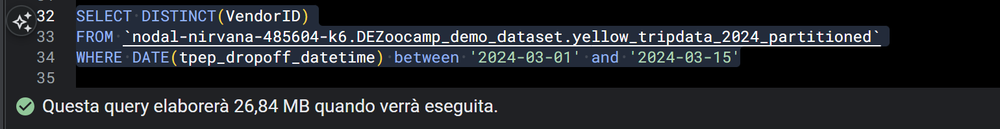 32 SELECT DISTINCT(VendorID)
33 FROM `nodal-nirvana-485604-k6.DEZoocamp_demo_dataset.yellow_tripdata_2024_partitioned`
34 WHERE DATE(tpep_dropoff_datetime) between '2024-03-01' and '2024-03-15'
35
Questa query elaborerà 26,84 MB quando verrà eseguita.